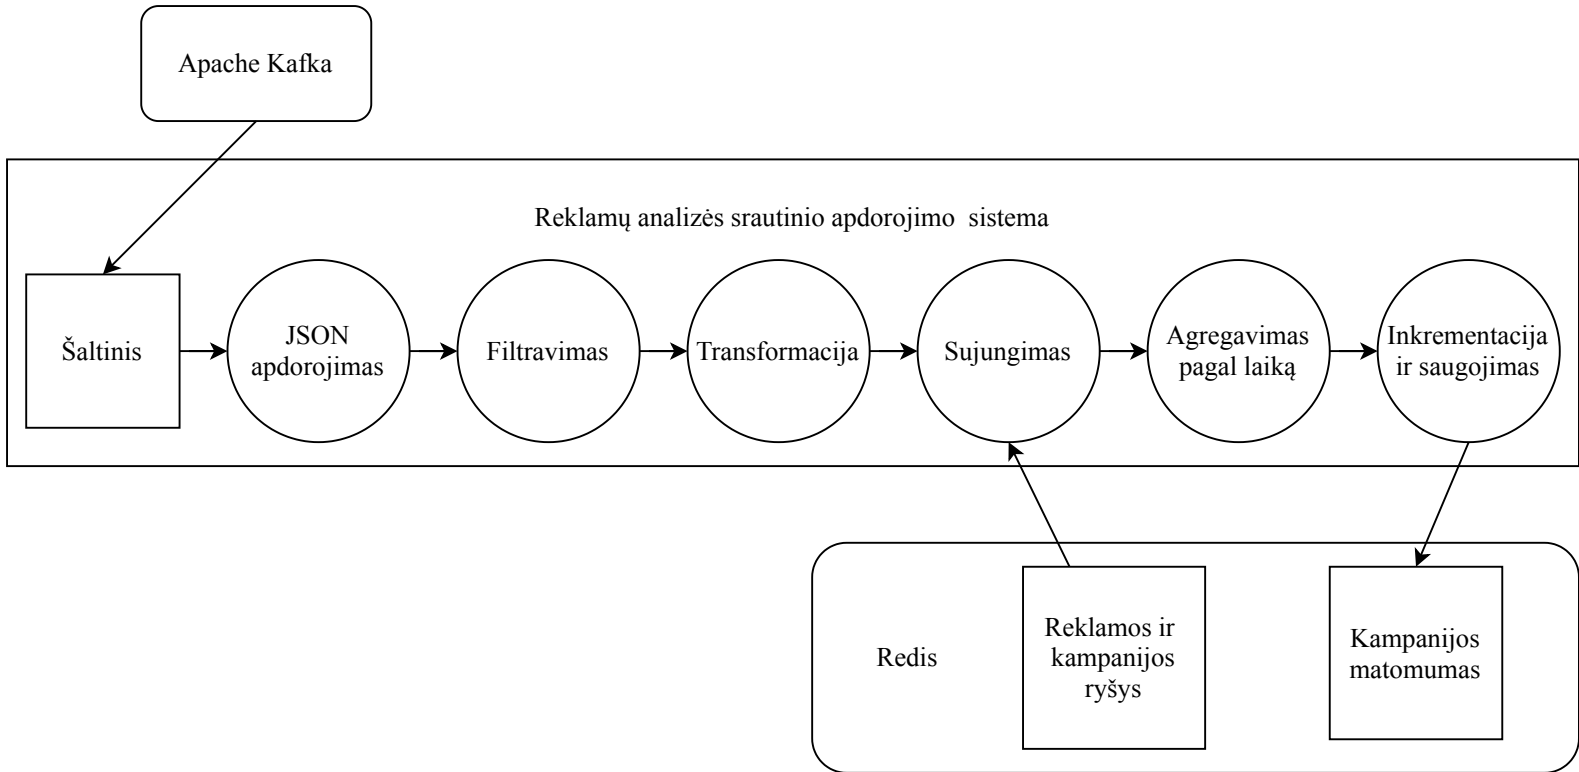 Apache Kafka
Reklamų analizės srautinio apdorojimo sistema
Šaltinis
JSON
apdorojimas
Filtravimas
Transformacija
Sujungimas
Agregavimas
pagal laiką
Inkrementacija
ir saugojimas
Redis
Reklamos ir
kampanijos
ryšys
Kampanijos
matomumas